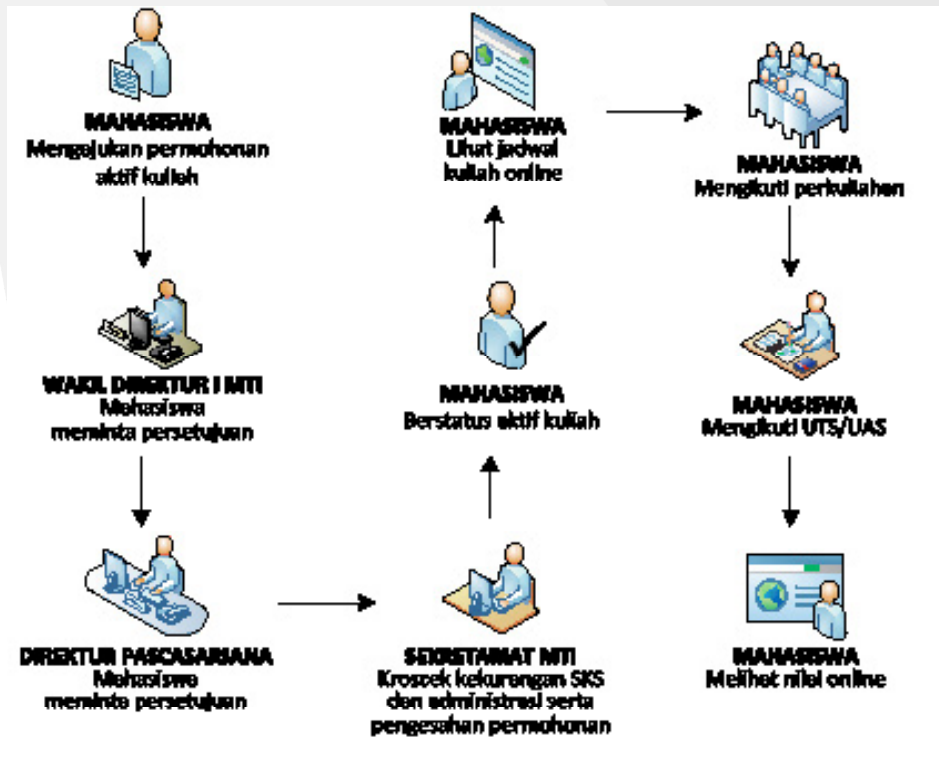 MAHASISWA
Mengajukan permohonan
aktif kuliah
WAKIL DIREKTUR I MTI
Mahasiswa
meminta persetujuan
DIREKTUR PASCASARJANA
Mahasiswa
meminta persetujuan
SEKRETARIAT MTI
Kroscek kekurangan SKS
dan administrasi serta
pengesahan permohonan
MAHASISWA
Berstatus aktif kuliah
MAHASISWA
Lihat jadwal
kuliah online
MAHASISWA
Mengikuti perkuliahan
MAHASISWA
Mengikuti UTS/UAS
MAHASISWA
Melihat nilai online